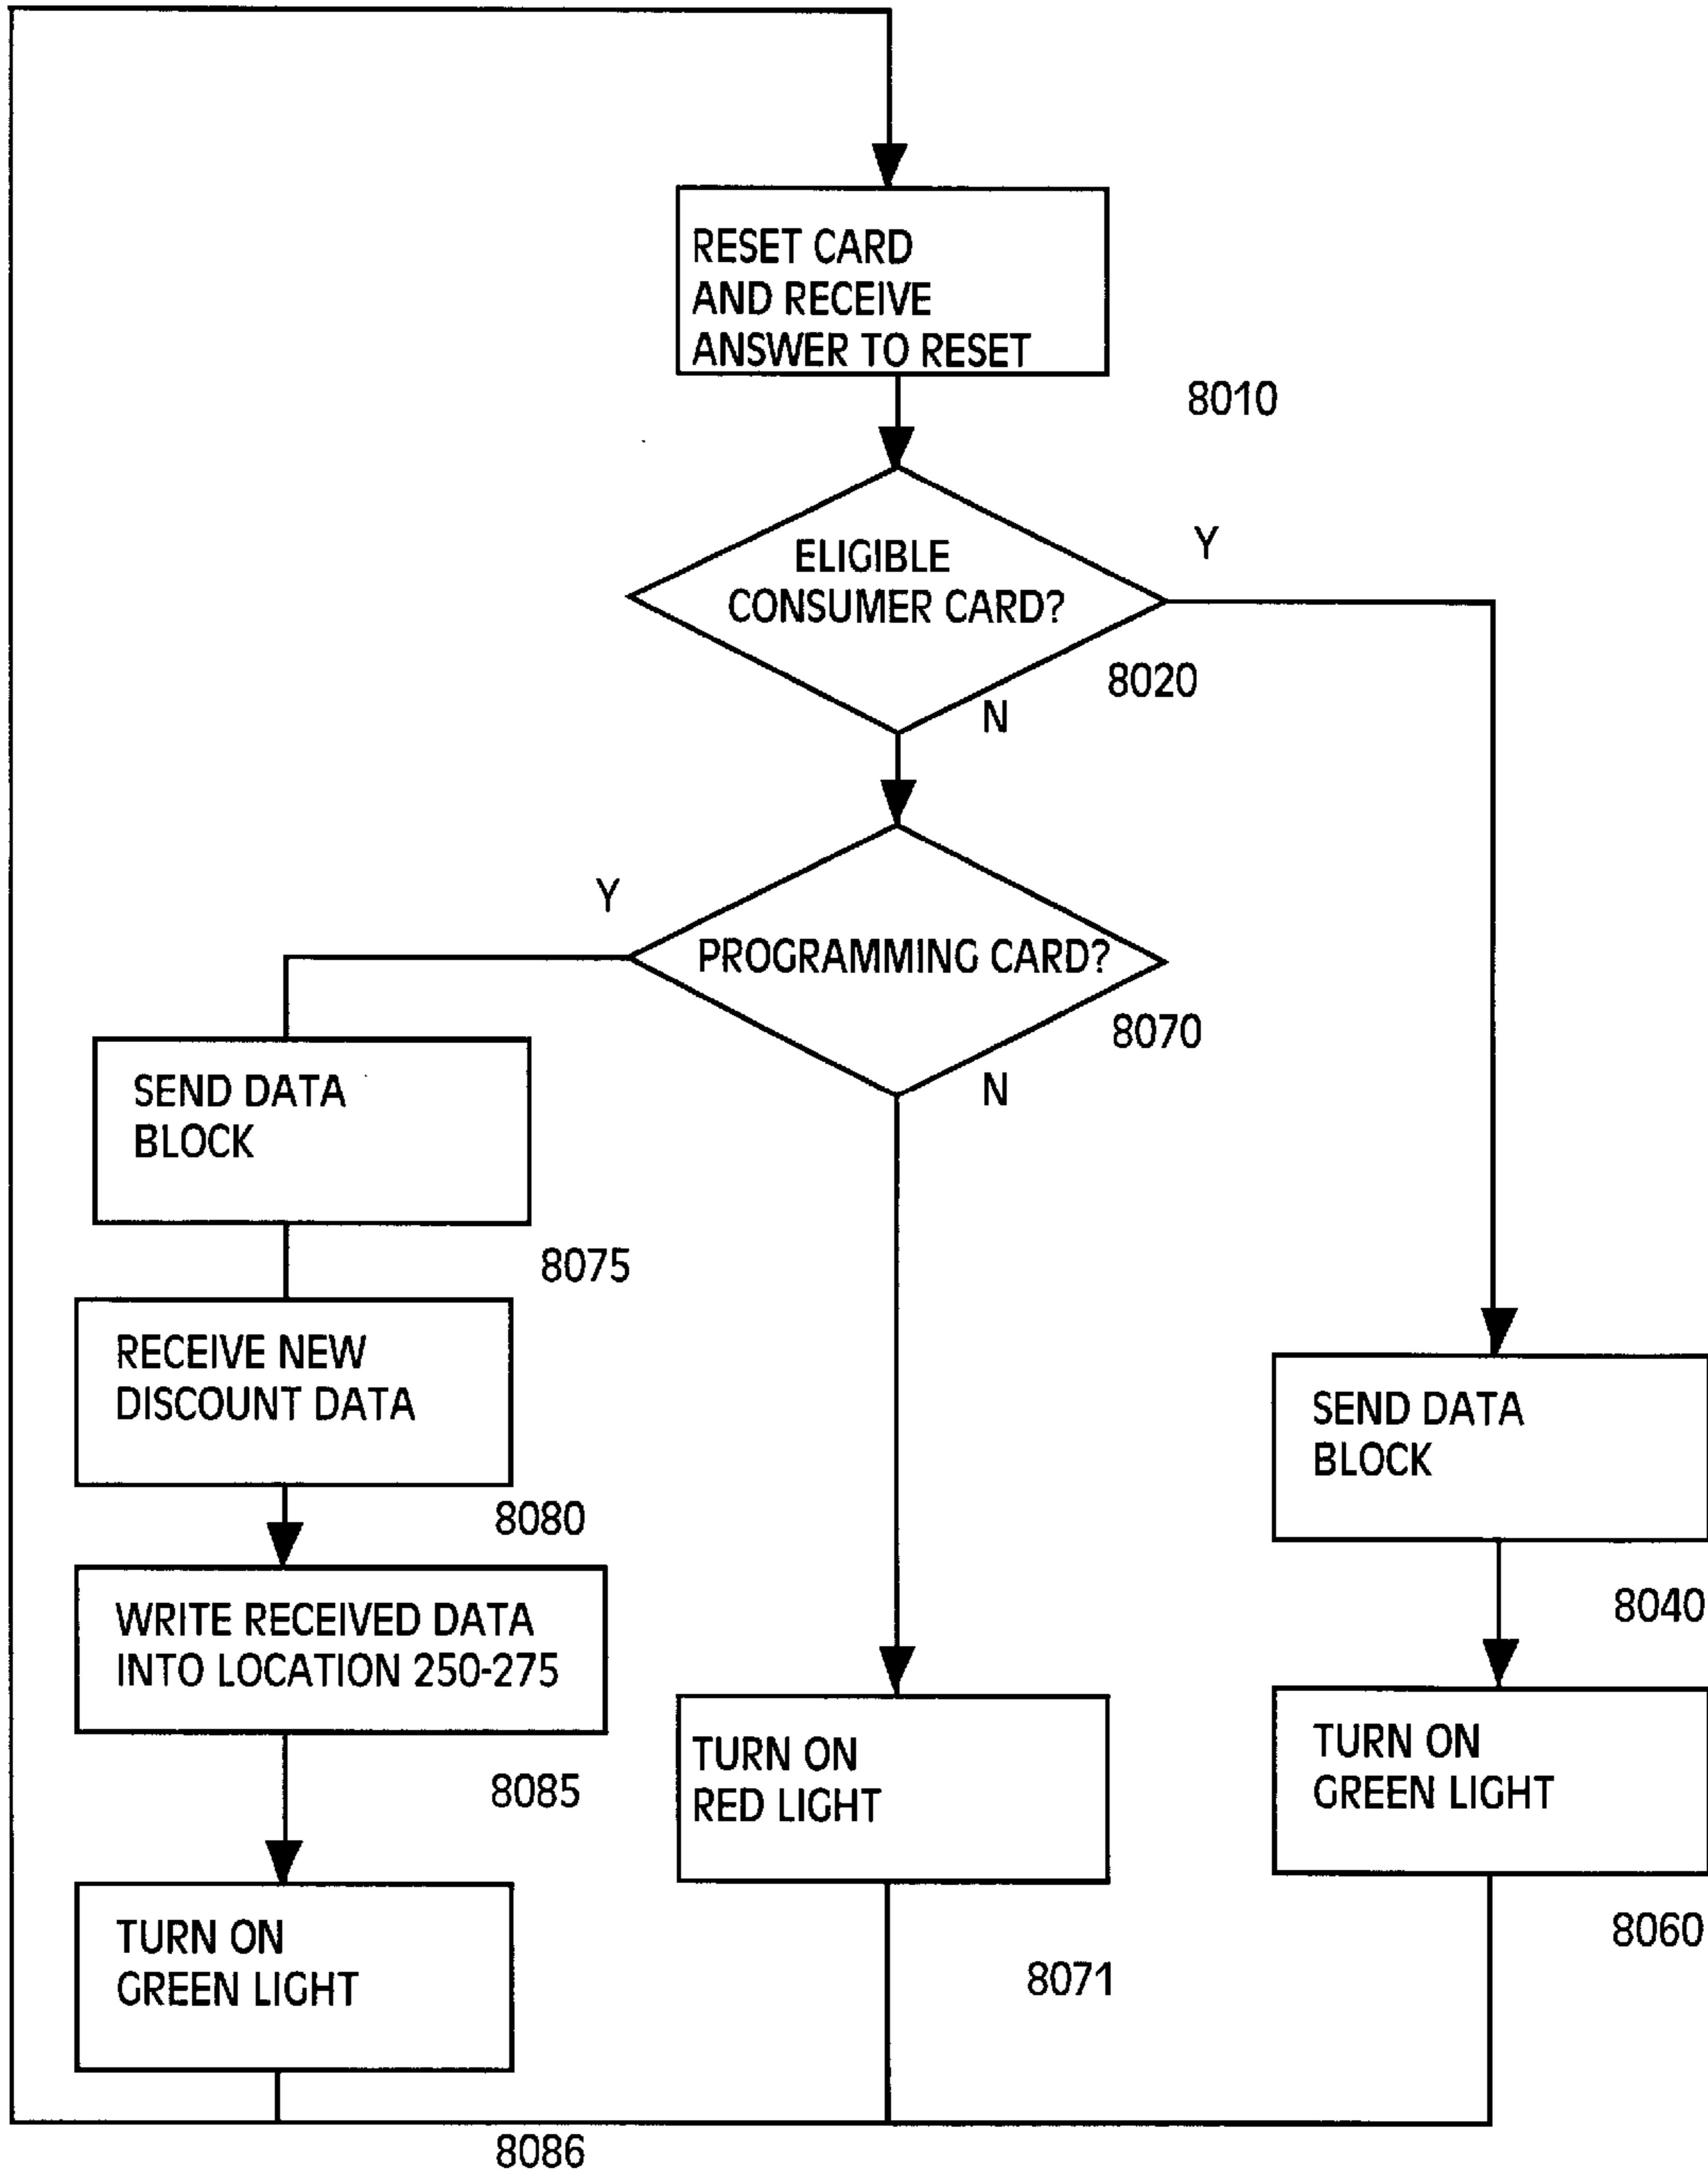 RESET CARD
AND RECEIVE
ANSWER TO RESET
8010
ELIGIBLE
CONSUMER CARD?
Y
8020
N
PROGRAMMING CARD?
Y
8070
N
SEND DATA
BLOCK
8075
RECEIVE NEW
DISCOUNT DATA
8080
WRITE RECEIVED DATA
INTO LOCATION 250-275
8085
TURN ON
GREEN LIGHT
8086
TURN ON
RED LIGHT
8071
SEND DATA
BLOCK
8040
TURN ON
GREEN LIGHT
8060